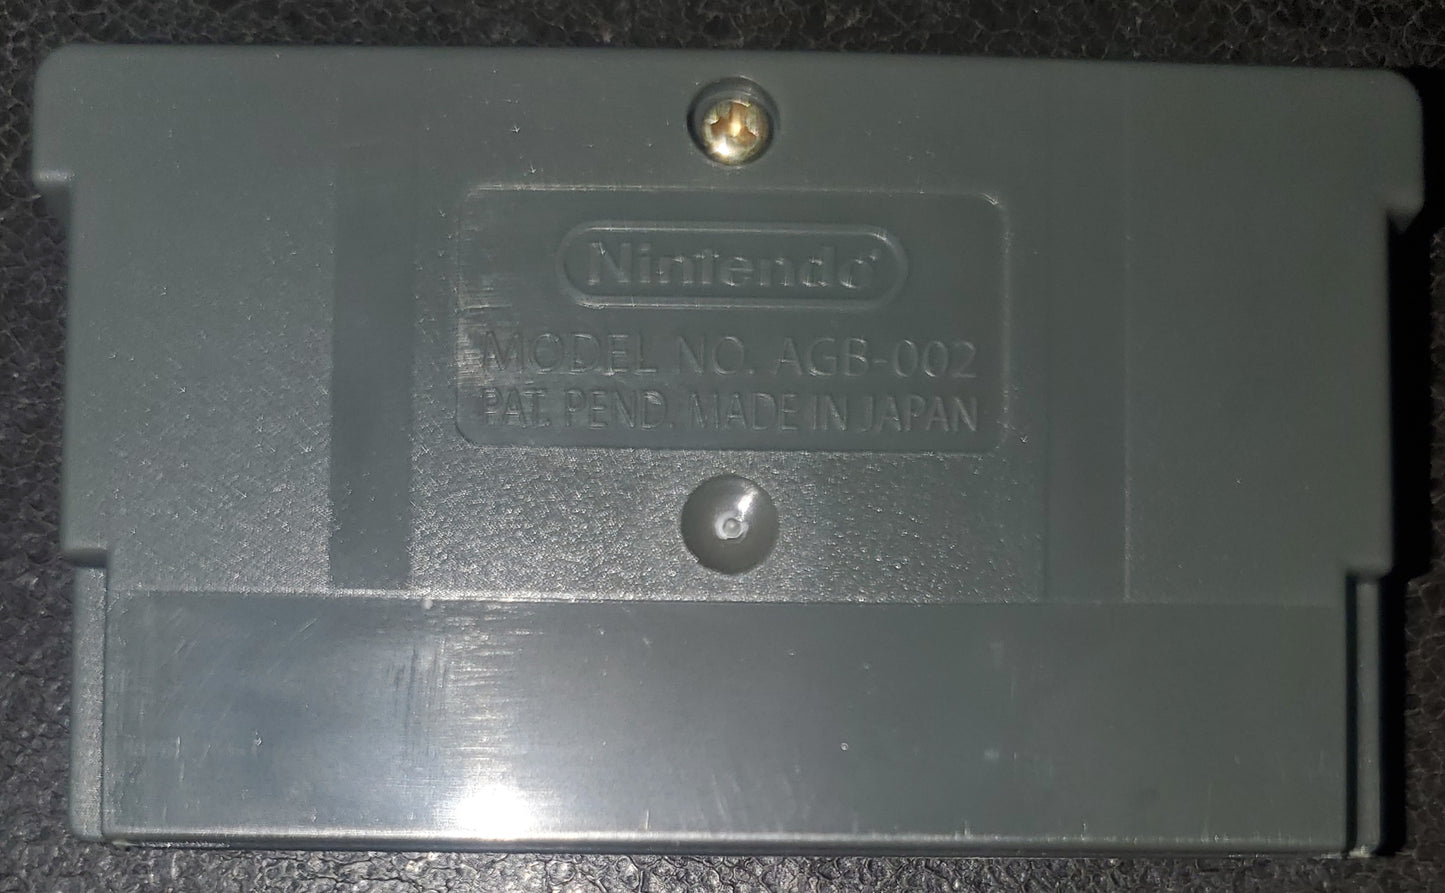 Nintendo
MODEL NO. AGB-002
PAT. PEND. MADE IN JAPAN